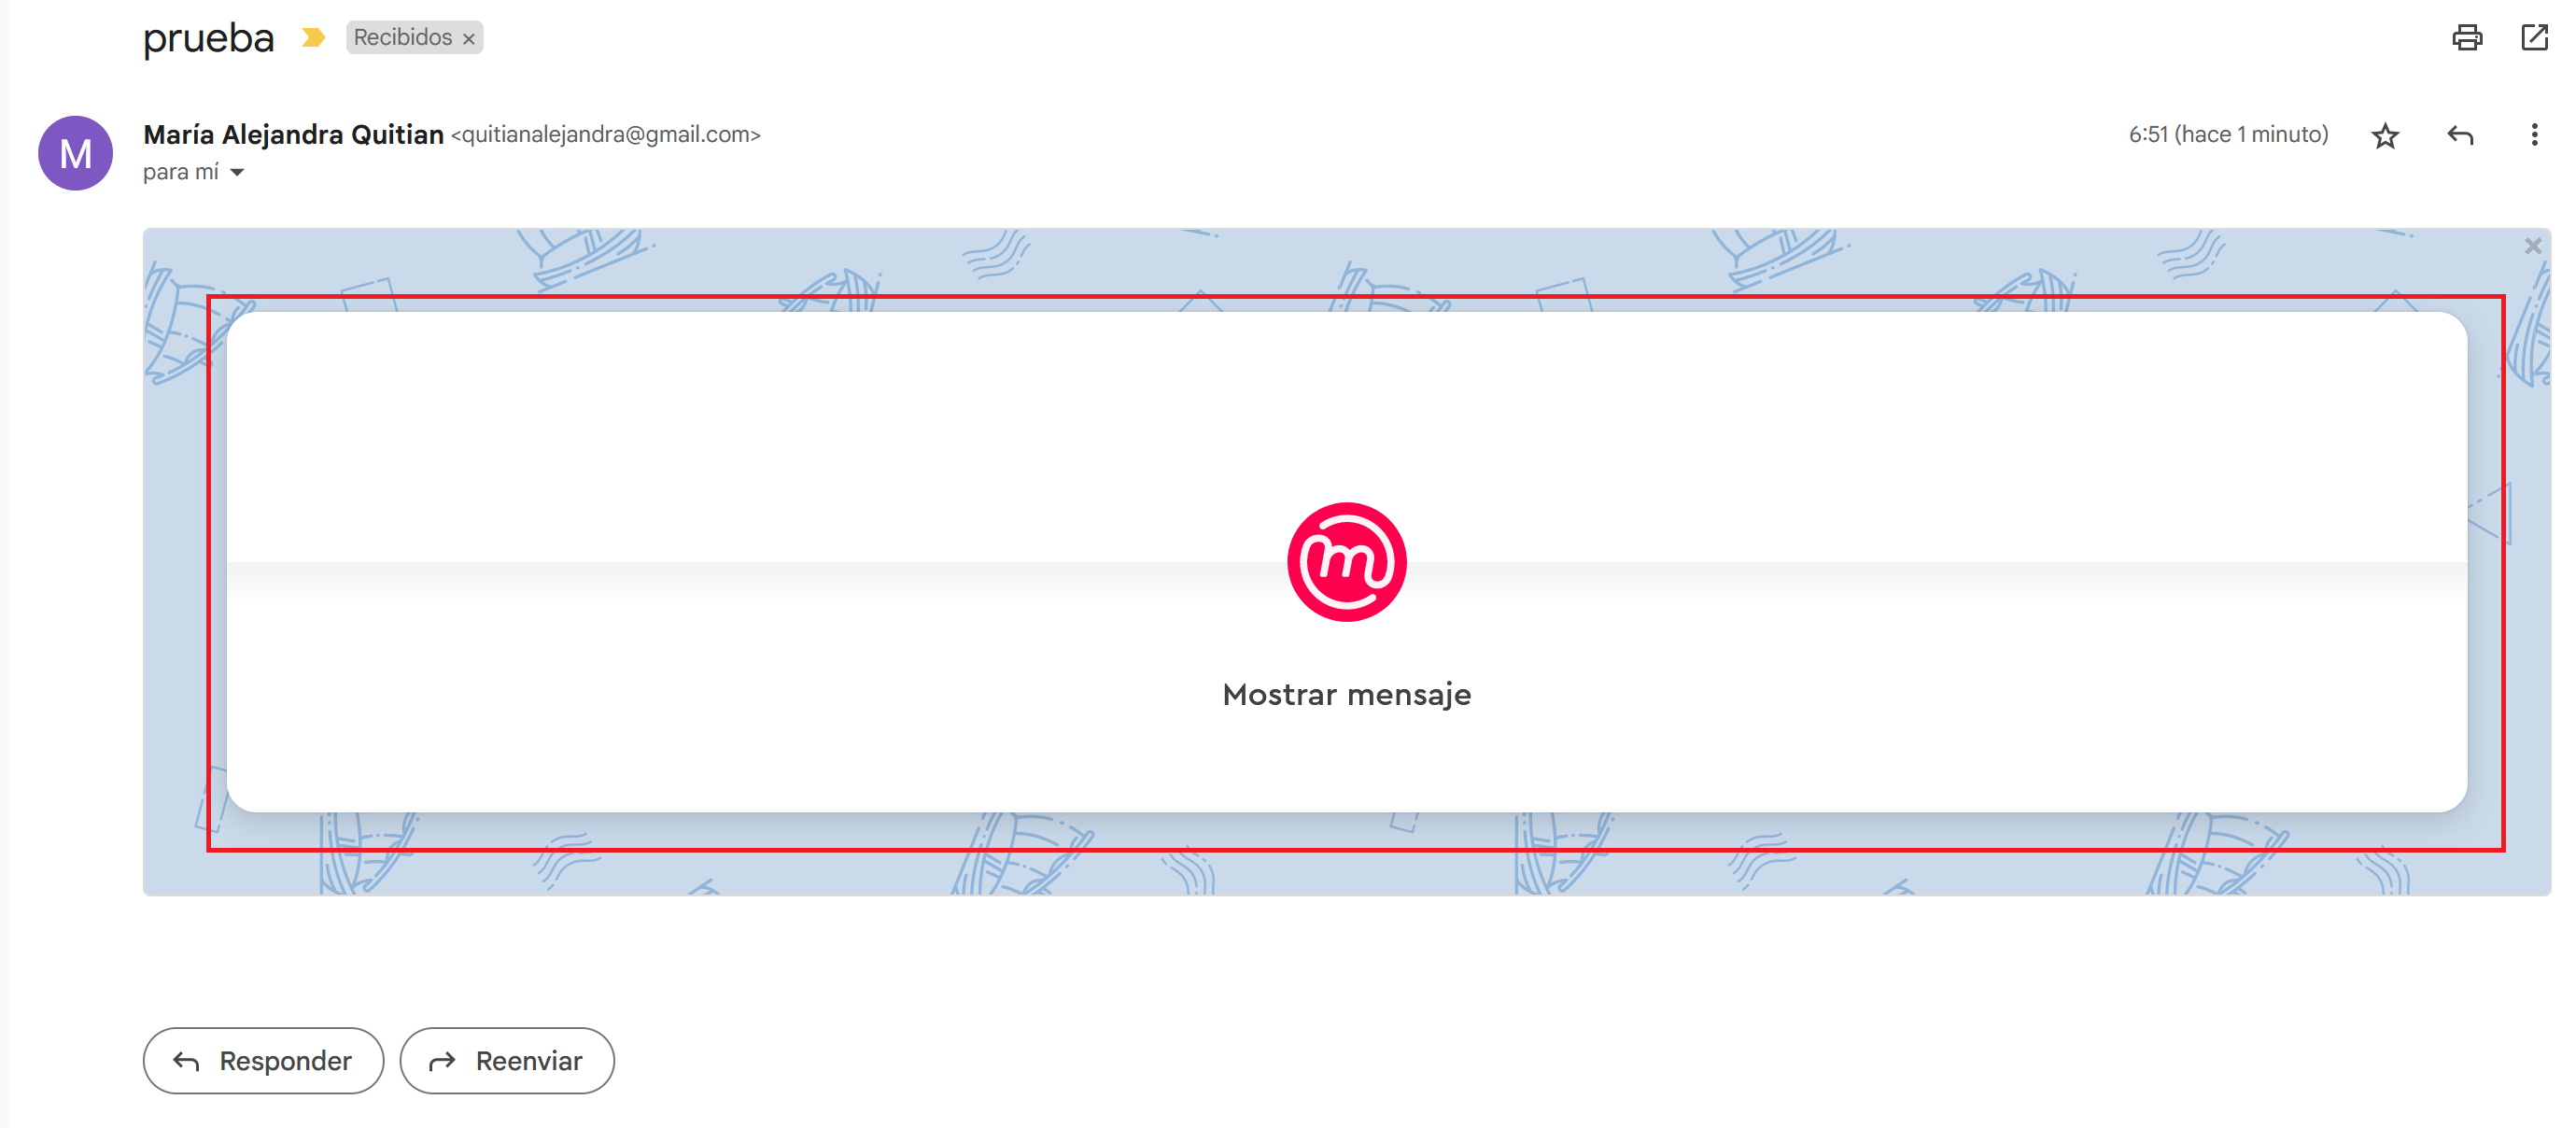 prueba
Recibidos ×
María Alejandra Quitian <quitianalejandra@gmail.com>
6:51 (hace 1 minuto)
M
para mí
m
Mostrar mensaje
Responder
Reenviar